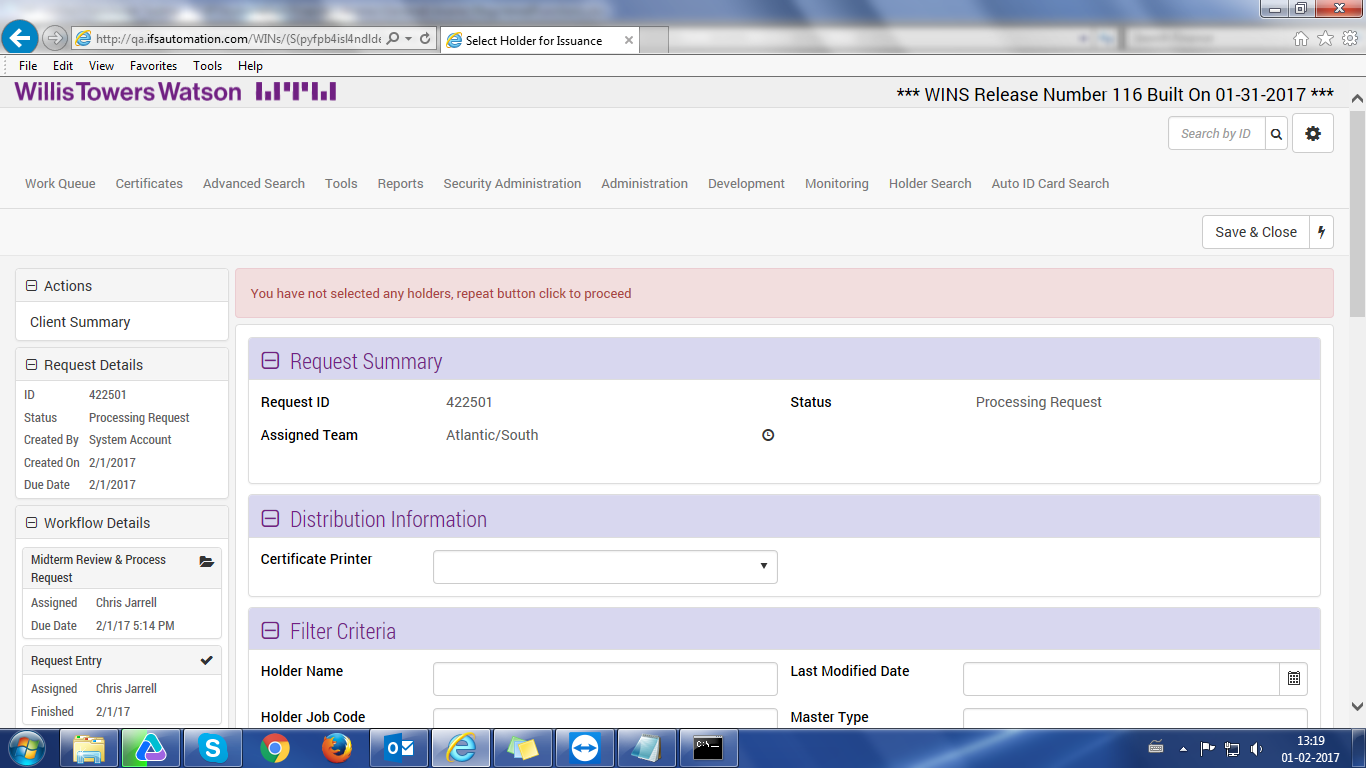 http://qa.ifsautomation.com/WINs/(S(pyfpb4isl4ndlde
Select Holder for Issuance
File Edit View Favorites Tools Help
Willis Towers Watson
*** WINS Release Number 116 Built On 01-31-2017 ***
Search by ID
Work Queue Certificates Advanced Search Tools Reports Security Administration Administration Development Monitoring Holder Search Auto ID Card Search
Save & Close
Actions
Client Summary
Request Details
ID 422501
Status Processing Request
Created By System Account
Created On 2/1/2017
Due Date 2/1/2017
Workflow Details
Midterm Review & Process
Request
Assigned Chris Jarrell
Due Date 2/1/17 5:14 PM
Request Entry
Assigned Chris Jarrell
Finished 2/1/17
You have not selected any holders, repeat button click to proceed
Request Summary
Request ID 422501 Status Processing Request
Assigned Team Atlantic/South
Distribution Information
Certificate Printer
Filter Criteria
Holder Name Last Modified Date
Holder Job Code Master Type
13:19
01-02-2017